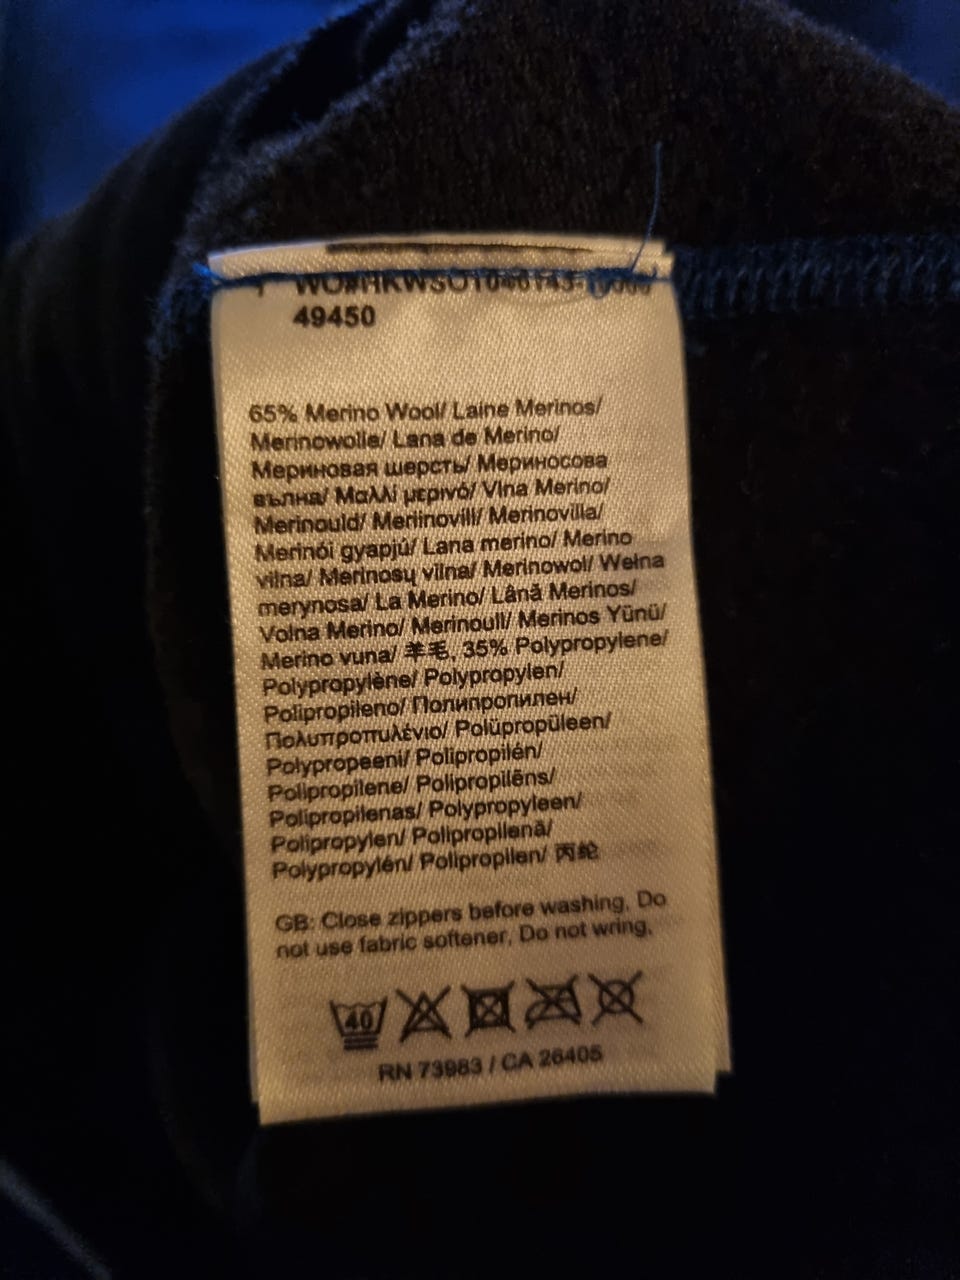 49450
65% Merino Wool/ Laine Merinos/
Merinowolle/ Lana de Merino/
Мериновая шерсть/ Мериносова
вълна/ Μαλλί μερινό/ Vlna Merino/
Merinould/ Meriinovill/ Merinovilla/
Merinói gyapjú/ Lana merino/ Merino
vilna/ Merinosų vilna/ Merinowol/ Wełna
merynosa/ La Merino/ Lână Merinos/
Volna Merino/ Merinoull/ Merinos Yünü/
Merino vuna/ 羊毛, 35% Polypropylene/
Polypropylène/ Polypropylen/
Polipropileno/ Полипропилен/
Πολυπροπυλένιο/ Polüpropüleen/
Polypropeeni/ Polipropilén/
Polipropilene/ Polipropilēns/
Polipropilenas/ Polypropyleen/
Polipropylen/ Polipropilenă/
Polypropylén/ Polipropilen/ 丙纶
GB: Close zippers before washing, Do
not use fabric softener, Do not wring,
40
RN 73983 / CA 26405